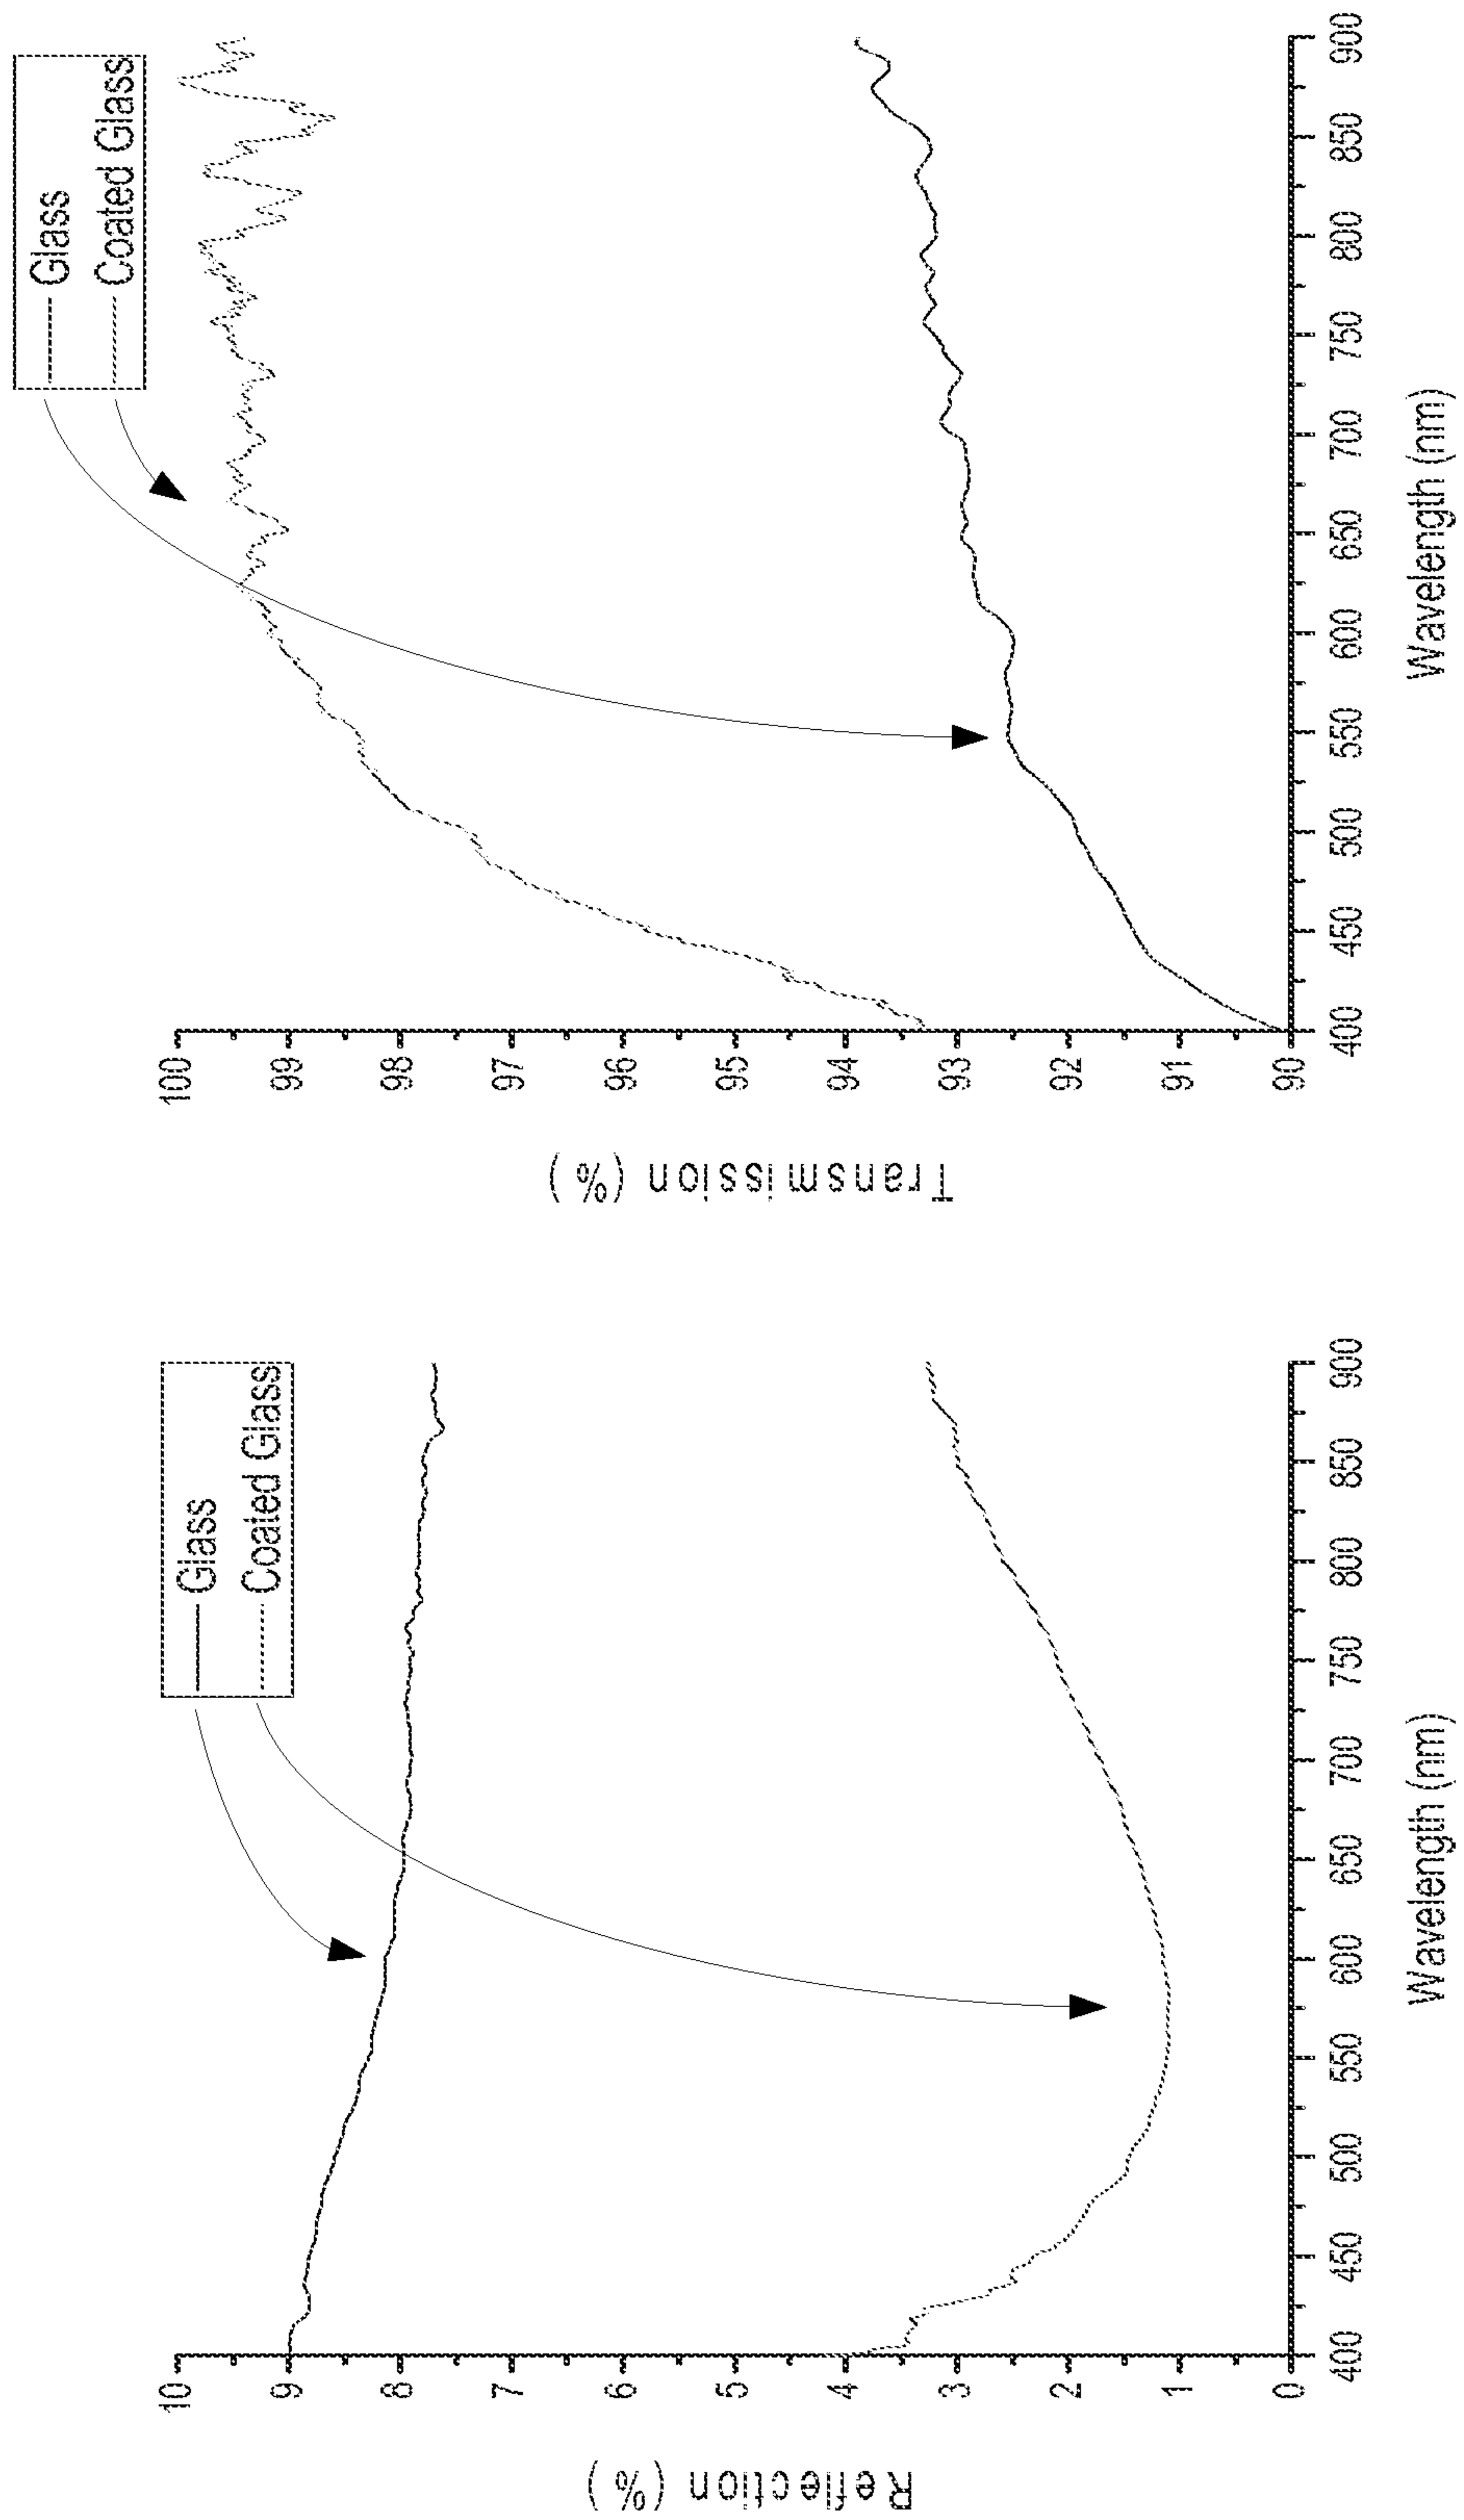 Glass
Coated Glass
Reflection (%)
10
9
8
7
6
5
4
3
2
1
0
400 450 500 550 600 650 700 750 800 850 900
Wavelength (nm)
Glass
Coated Glass
Transmission (%)
100
99
98
97
96
95
94
93
92
91
90
400 450 500 550 600 650 700 750 800 850 900
Wavelength (nm)